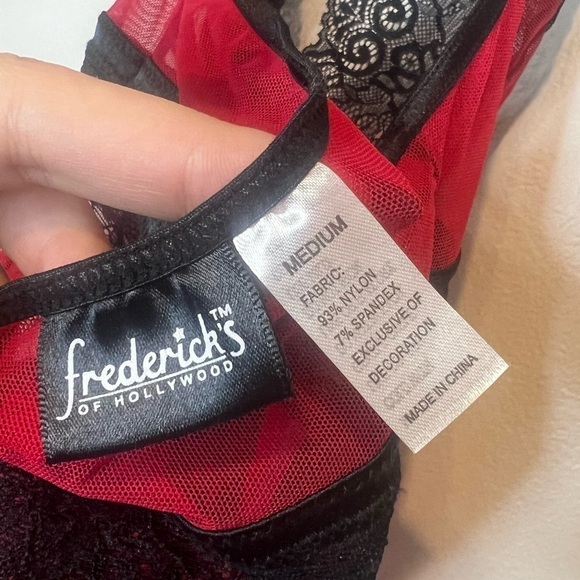 frederick's™
OF HOLLYWOOD
MEDIUM
FABRIC:
93% NYLON
7% SPANDEX
EXCLUSIVE OF
DECORATION
MADE IN CHINA